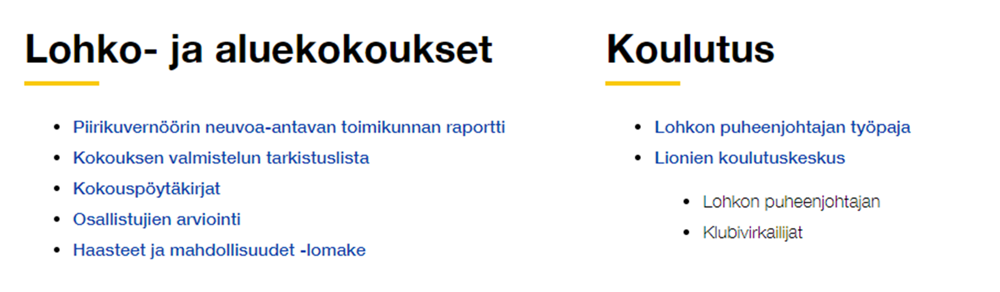 Lohko- ja aluekokoukset
Piirikuvernöörin neuvoa-antavan toimikunnan raportti
Kokouksen valmistelun tarkistuslista
Kokouspöytäkirjat
Osallistujien arviointi
Haasteet ja mahdollisuudet -lomake
Koulutus
Lohkon puheenjohtajan työpaja
Lionien koulutuskeskus
Lohkon puheenjohtajan
Klubivirkailijat